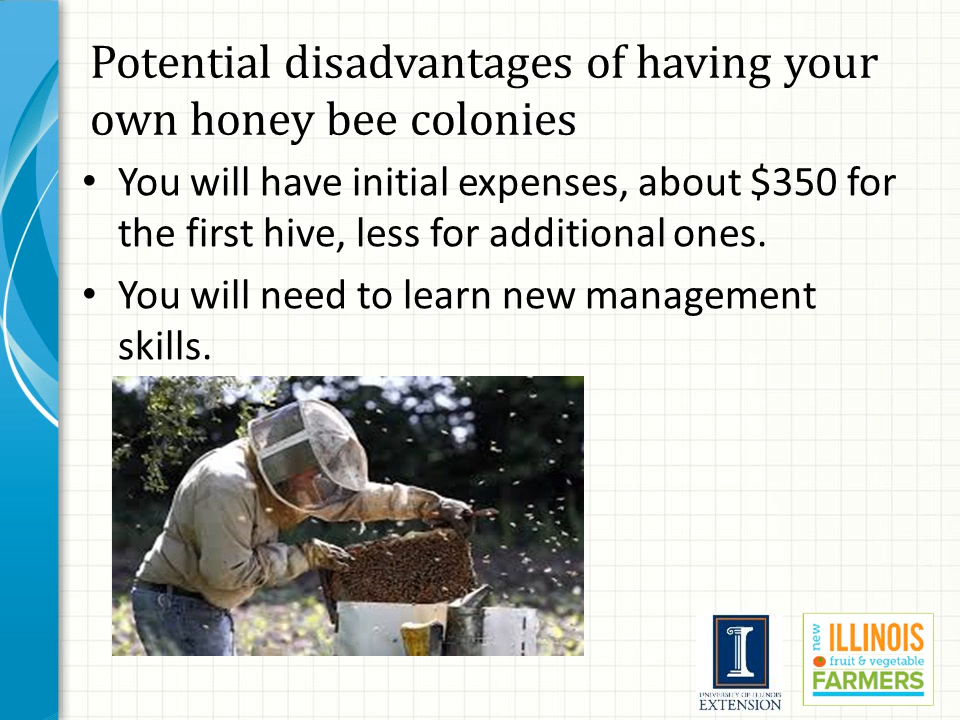 Potential disadvantages of having your
own honey bee colonies
• You will have initial expenses, about $350 for
the first hive, less for additional ones.
• You will need to learn new management
skills.
I
UNIVERSITY OF ILLINOIS
EXTENSION
new
ILLINOIS
fruit & vegetable
FARMERS